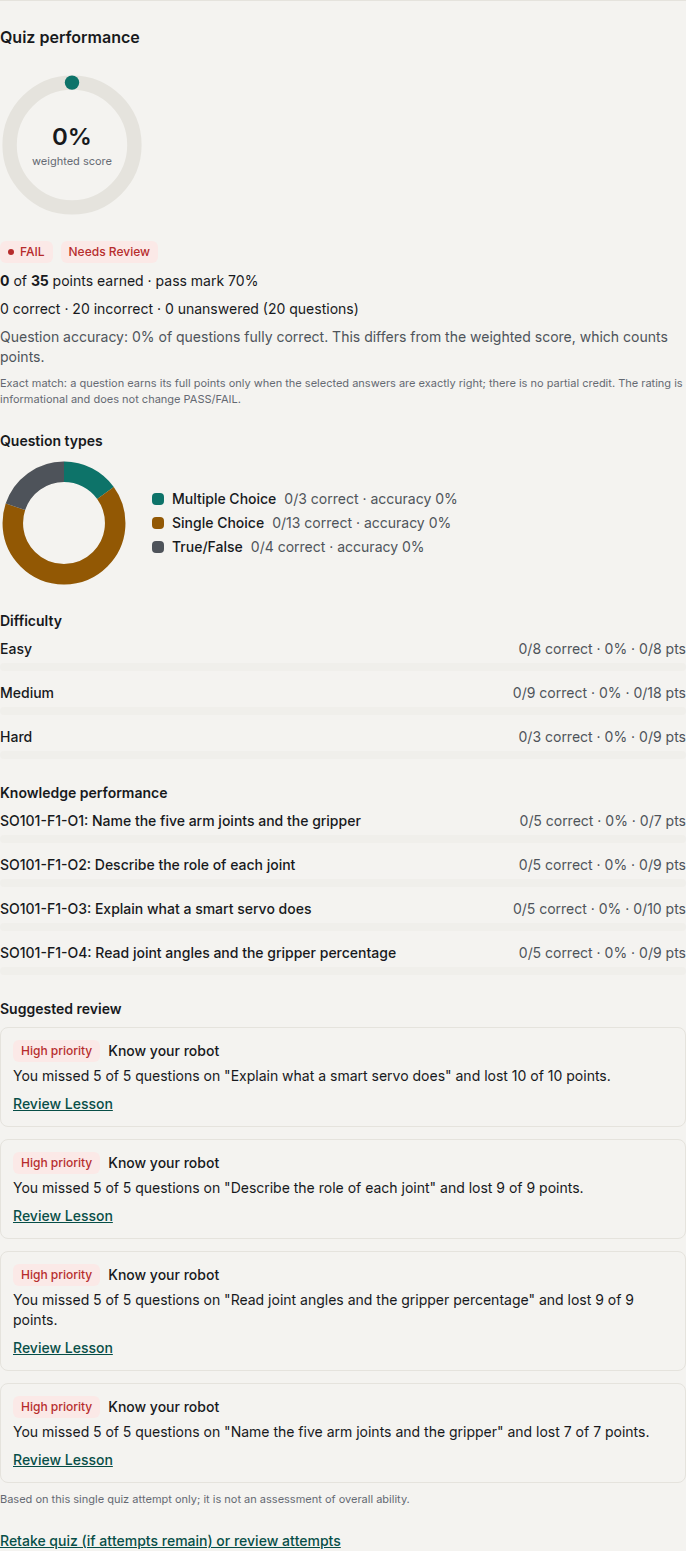 Quiz performance
0%
weighted score
FAIL
Needs Review
0 of 35 points earned · pass mark 70%
0 correct · 20 incorrect · 0 unanswered (20 questions)
Question accuracy: 0% of questions fully correct. This differs from the weighted score, which counts
points.
Exact match: a question earns its full points only when the selected answers are exactly right; there is no partial credit. The rating is
informational and does not change PASS/FAIL.
Question types
Multiple Choice 0/3 correct · accuracy 0%
Single Choice 0/13 correct · accuracy 0%
True/False 0/4 correct · accuracy 0%
Difficulty
Easy 0/8 correct · 0% · 0/8 pts
Medium 0/9 correct · 0% · 0/18 pts
Hard 0/3 correct · 0% · 0/9 pts
Knowledge performance
SO101-F1-O1: Name the five arm joints and the gripper 0/5 correct · 0% · 0/7 pts
SO101-F1-O2: Describe the role of each joint 0/5 correct · 0% · 0/9 pts
SO101-F1-O3: Explain what a smart servo does 0/5 correct · 0% · 0/10 pts
SO101-F1-O4: Read joint angles and the gripper percentage 0/5 correct · 0% · 0/9 pts
Suggested review
High priority Know your robot
You missed 5 of 5 questions on "Explain what a smart servo does" and lost 10 of 10 points.
Review Lesson
High priority Know your robot
You missed 5 of 5 questions on "Describe the role of each joint" and lost 9 of 9 points.
Review Lesson
High priority Know your robot
You missed 5 of 5 questions on "Read joint angles and the gripper percentage" and lost 9 of 9
points.
Review Lesson
High priority Know your robot
You missed 5 of 5 questions on "Name the five arm joints and the gripper" and lost 7 of 7 points.
Review Lesson
Based on this single quiz attempt only; it is not an assessment of overall ability.
Retake quiz (if attempts remain) or review attempts